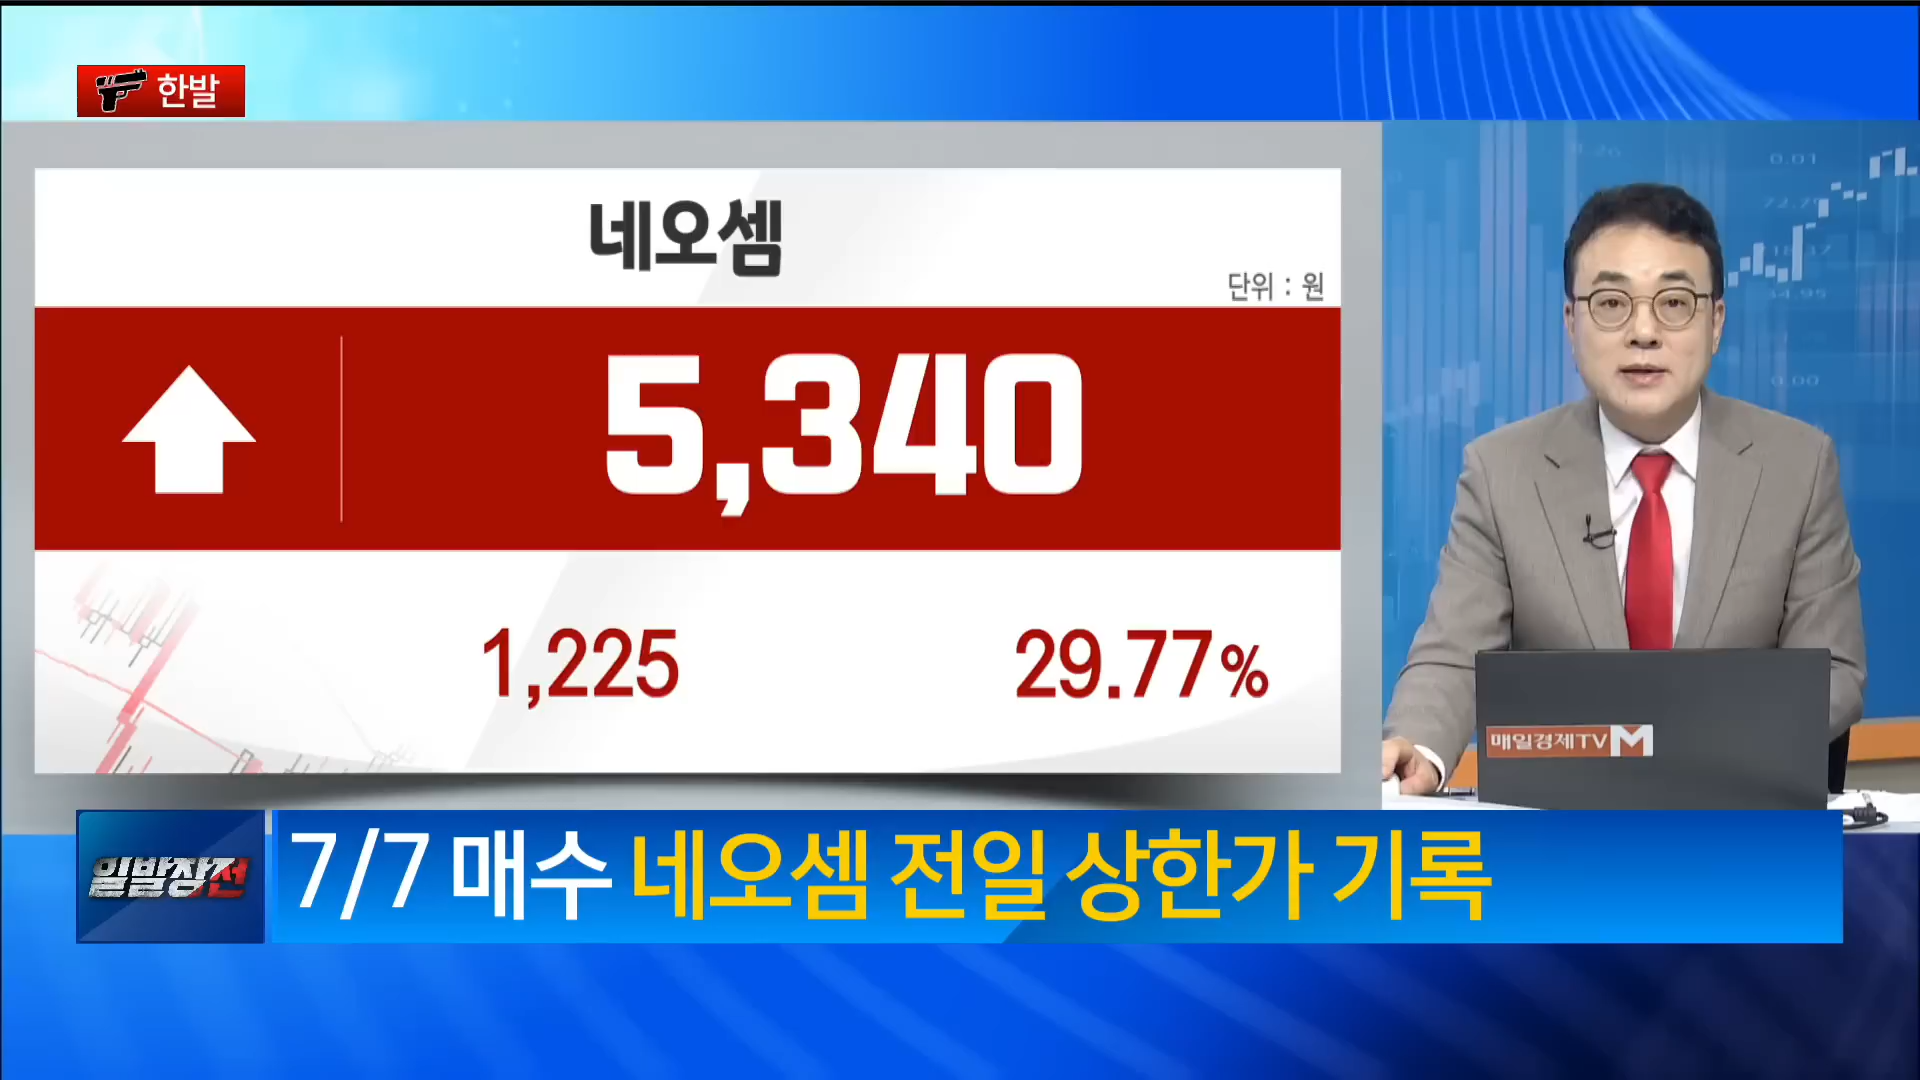 한발
네오셈
단위 : 원
5,340
1,225
29.77%
매일경제TV M
일발장전
7/7 매수 네오셈 전일 상한가 기록